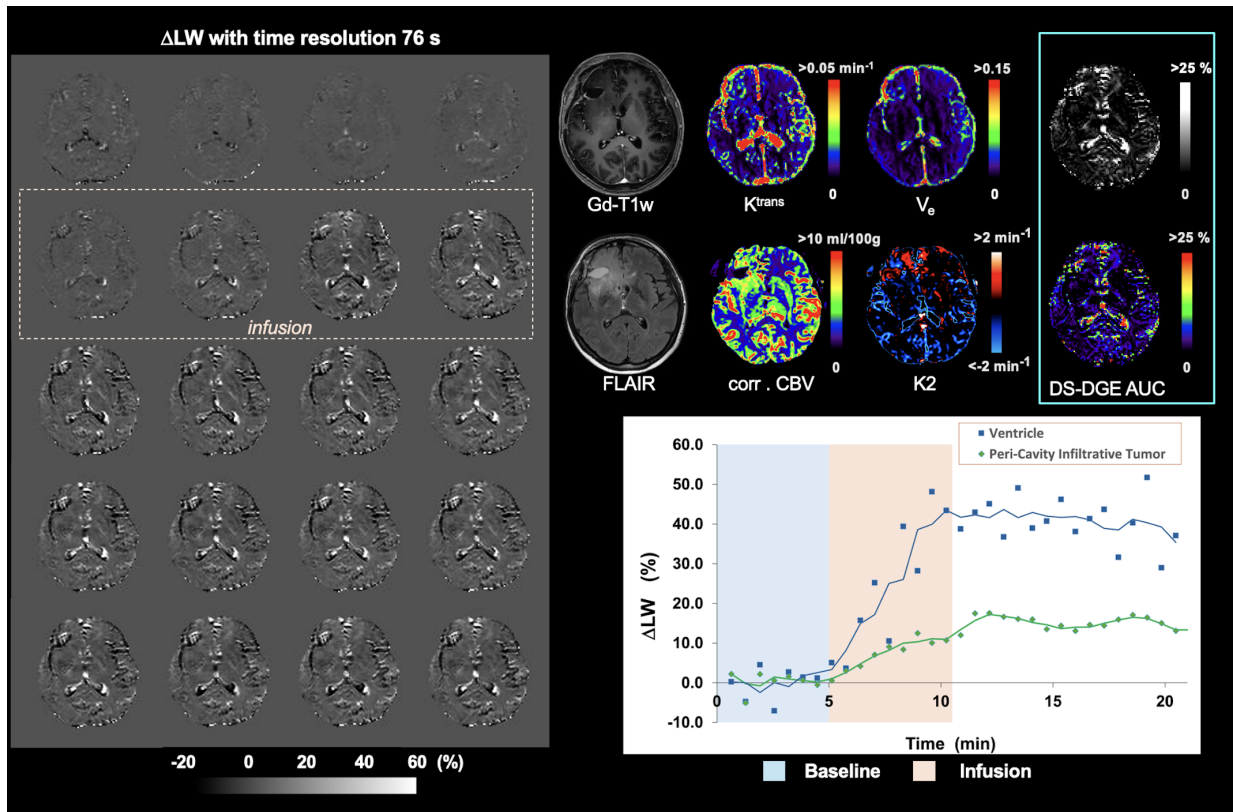 ΔLW with time resolution 76 s
infusion
-20 0 20 40 60 (%)
>0.05 min-1
>0.15
>25 %
0
0
0
Gd-T1w
Ktrans
Ve
>10 ml/100g
>2 min-1
>25 %
0
<-2 min-1
0
FLAIR
corr . CBV
K2
DS-DGE AUC
60.0
50.0
40.0
30.0
20.0
10.0
0.0
-10.0
ΔLW (%)
Ventricle
Peri-Cavity Infiltrative Tumor
0 5 10 15 20
Time (min)
Baseline
Infusion